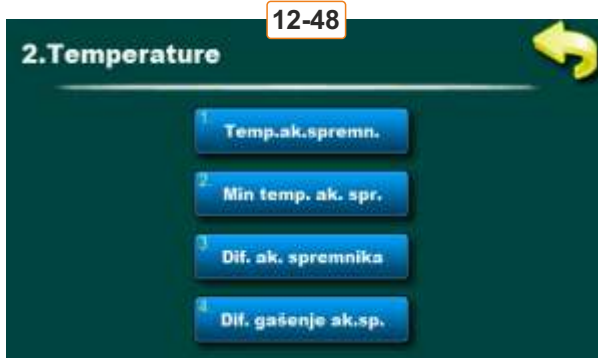 12-48
2.Temperature
1.
Temp.ak.spremn.
2.
Min temp. ak. spr.
3.
Dif. ak. spremnika
4.
Dif. gašenje ak.sp.